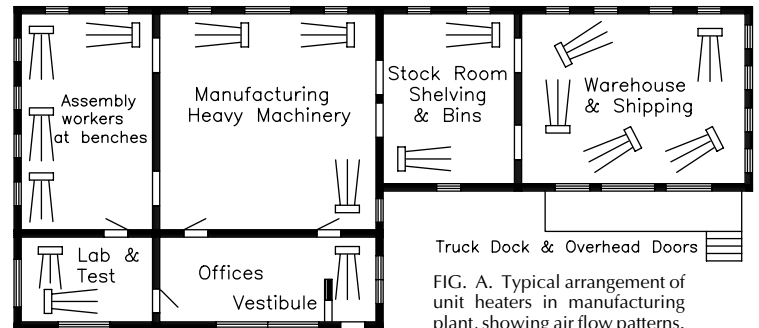 Assembly
workers
at benches
Manufacturing
Heavy Machinery
Stock Room
Shelving
& Bins
Warehouse
& Shipping
Lab &
Test
Offices
Vestibule
Truck Dock & Overhead Doors
FIG. A. Typical arrangement of
unit heaters in manufacturing
plant, showing air flow patterns.